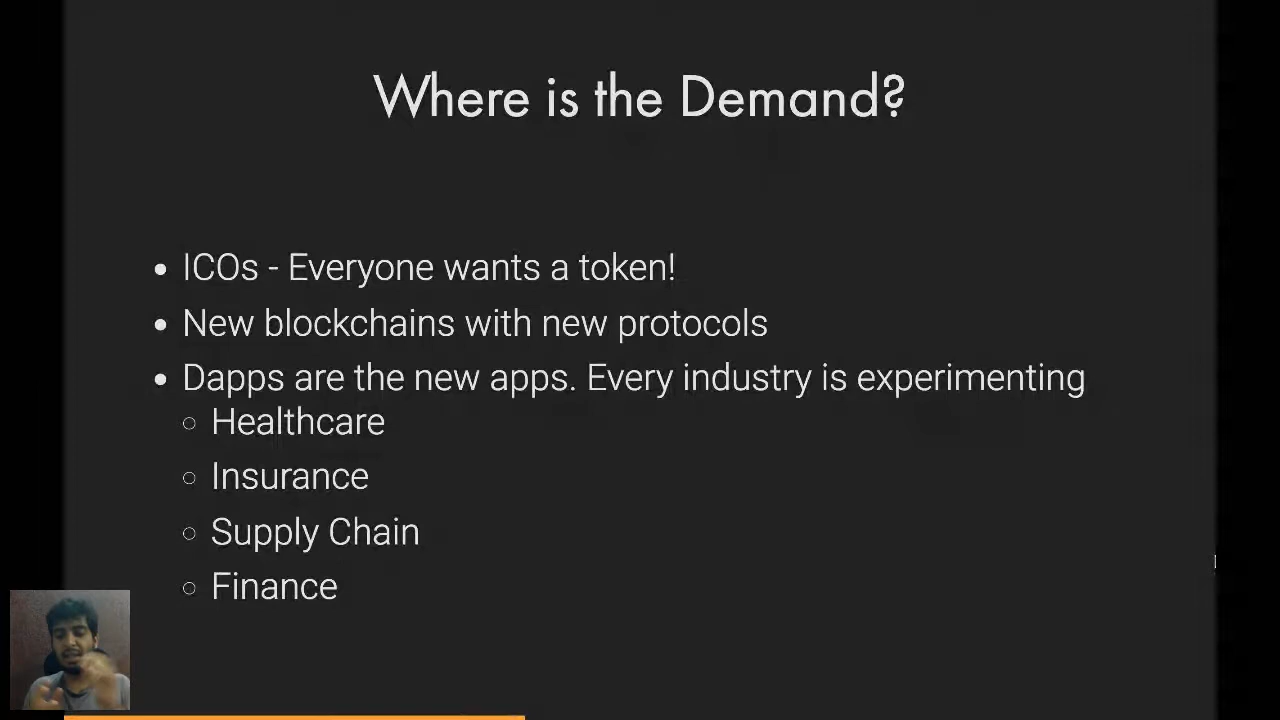 Where is the Demand?
ICOs - Everyone wants a token!
New blockchains with new protocols
Dapps are the new apps. Every industry is experimenting
Healthcare
Insurance
Supply Chain
Finance